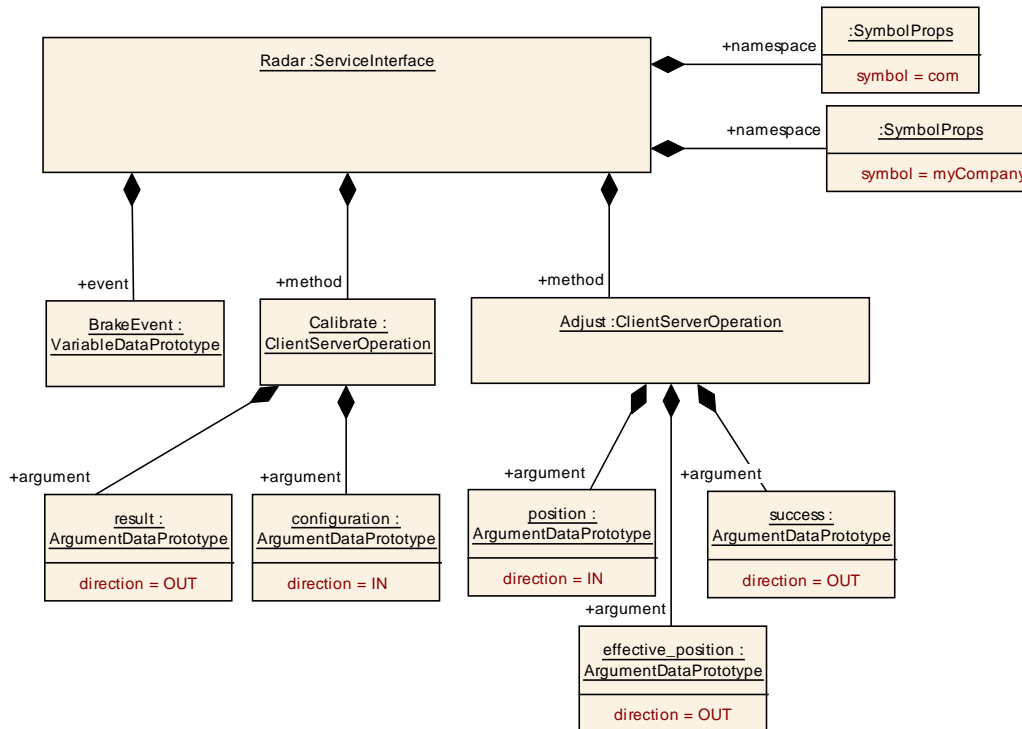 :SymbolProps
+namespace
symbol = com
Radar :ServiceInterface
+namespace
:SymbolProps
symbol = myCompany
+event
+method
+method
BrakeEvent :
VariableDataPrototype
Calibrate :
ClientServerOperation
Adjust :ClientServerOperation
+argument
+argument
+argument
+argument
result :
ArgumentDataPrototype
direction = OUT
configuration :
ArgumentDataPrototype
direction = IN
position :
ArgumentDataPrototype
direction = IN
success :
ArgumentDataPrototype
direction = OUT
+argument
effective_position :
ArgumentDataPrototype
direction = OUT